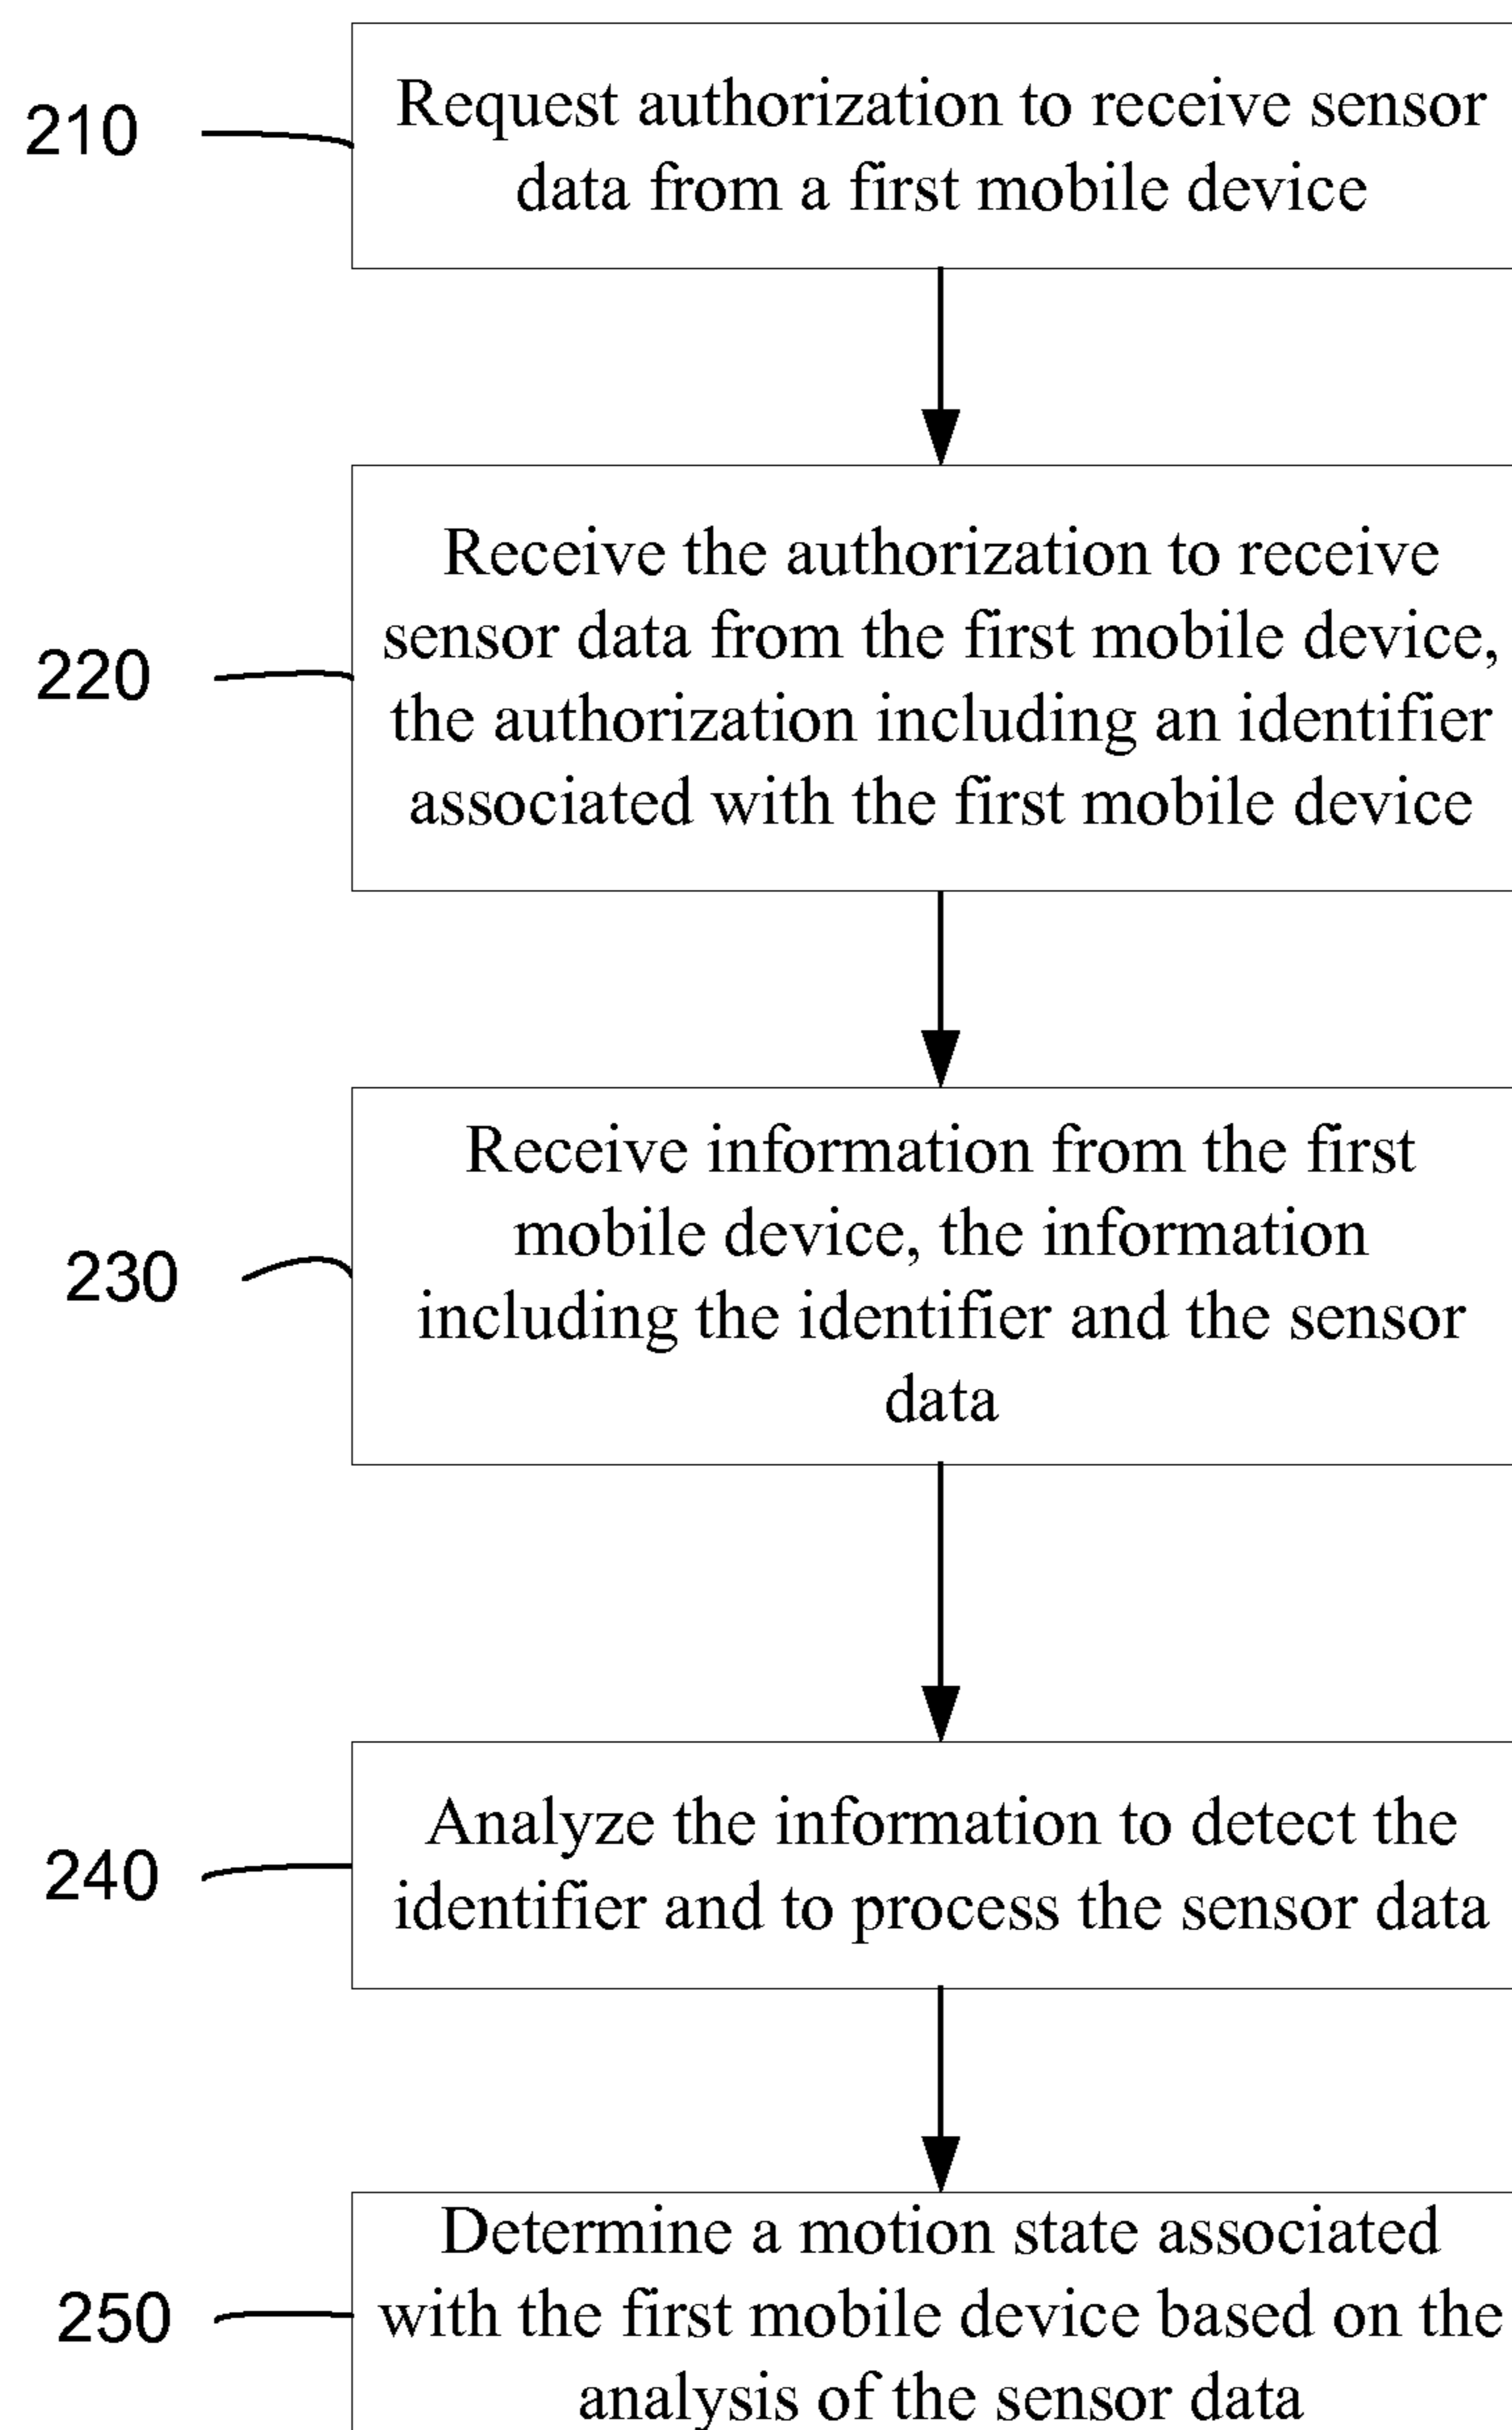 210
Request authorization to receive sensor
data from a first mobile device
220
Receive the authorization to receive
sensor data from the first mobile device,
the authorization including an identifier
associated with the first mobile device
230
Receive information from the first
mobile device, the information
including the identifier and the sensor
data
240
Analyze the information to detect the
identifier and to process the sensor data
250
Determine a motion state associated
with the first mobile device based on the
analysis of the sensor data